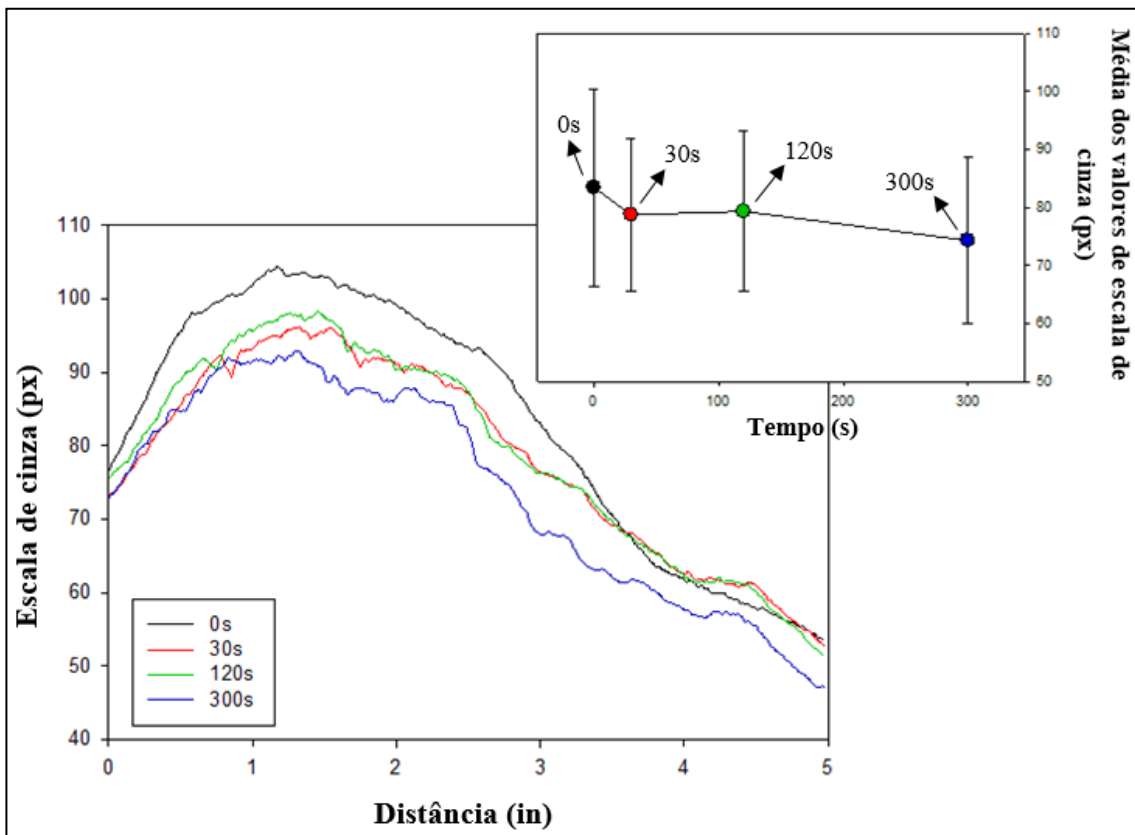 110
100
90
80
70
60
50
40
Escala de cinza (px)
0 1 2 3 4 5
Distância (in)
0s
30s
120s
300s
0s
30s
120s
300s
110
100
90
80
70
60
50
Média dos valores de escala de
cinza (px)
0 100 200 300
Tempo (s)